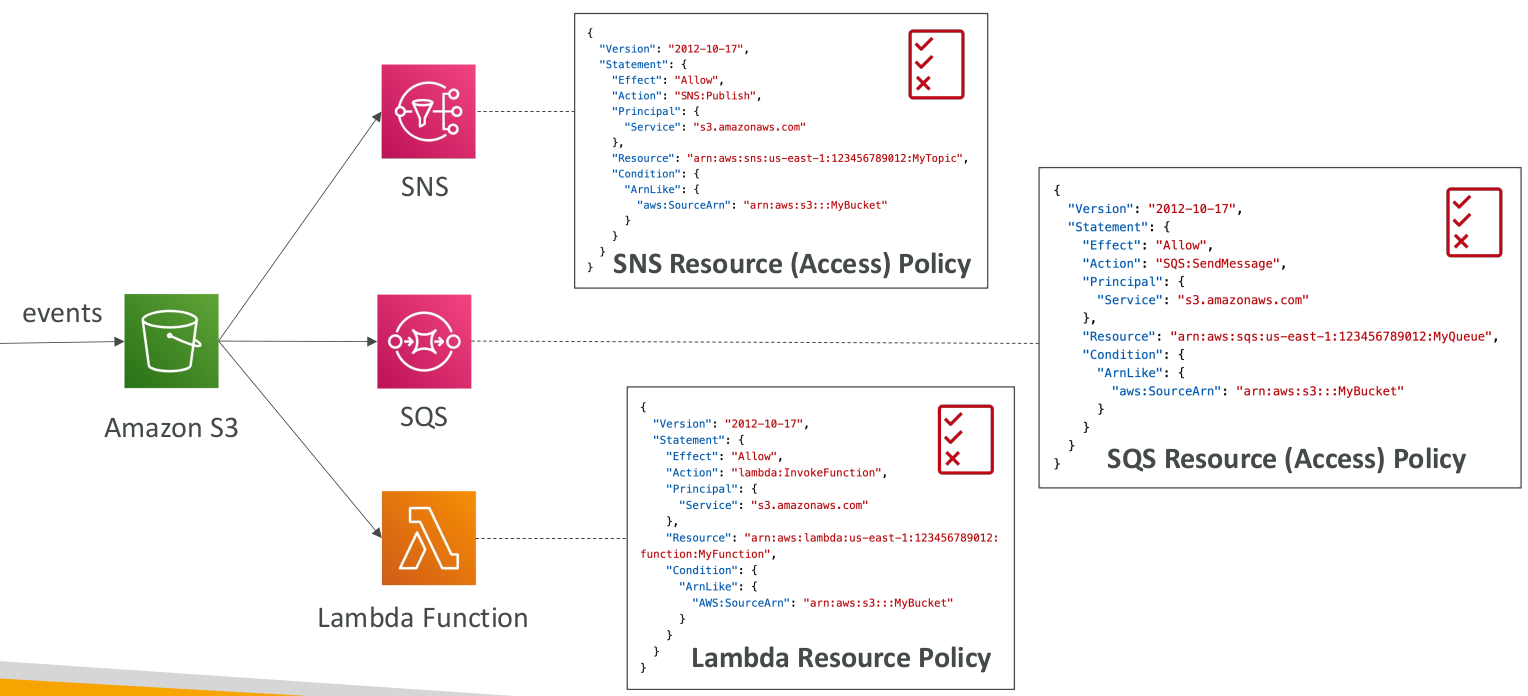 events
Amazon S3
SNS
SQS
Lambda Function
{
  "Version": "2012-10-17",
  "Statement": {
    "Effect": "Allow",
    "Action": "SNS:Publish",
    "Principal": {
      "Service": "s3.amazonaws.com"
    },
    "Resource": "arn:aws:sns:us-east-1:123456789012:MyTopic",
    "Condition": {
      "ArnLike": {
        "aws:SourceArn": "arn:aws:s3:::MyBucket"
      }
    }
  }
}
SNS Resource (Access) Policy
{
  "Version": "2012-10-17",
  "Statement": {
    "Effect": "Allow",
    "Action": "SQS:SendMessage",
    "Principal": {
      "Service": "s3.amazonaws.com"
    },
    "Resource": "arn:aws:sqs:us-east-1:123456789012:MyQueue",
    "Condition": {
      "ArnLike": {
        "aws:SourceArn": "arn:aws:s3:::MyBucket"
      }
    }
  }
}
SQS Resource (Access) Policy
{
  "Version": "2012-10-17",
  "Statement": {
    "Effect": "Allow",
    "Action": "lambda:InvokeFunction",
    "Principal": {
      "Service": "s3.amazonaws.com"
    },
    "Resource": "arn:aws:lambda:us-east-1:123456789012:
function:MyFunction",
    "Condition": {
      "ArnLike": {
        "AWS:SourceArn": "arn:aws:s3:::MyBucket"
      }
    }
  }
}
Lambda Resource Policy